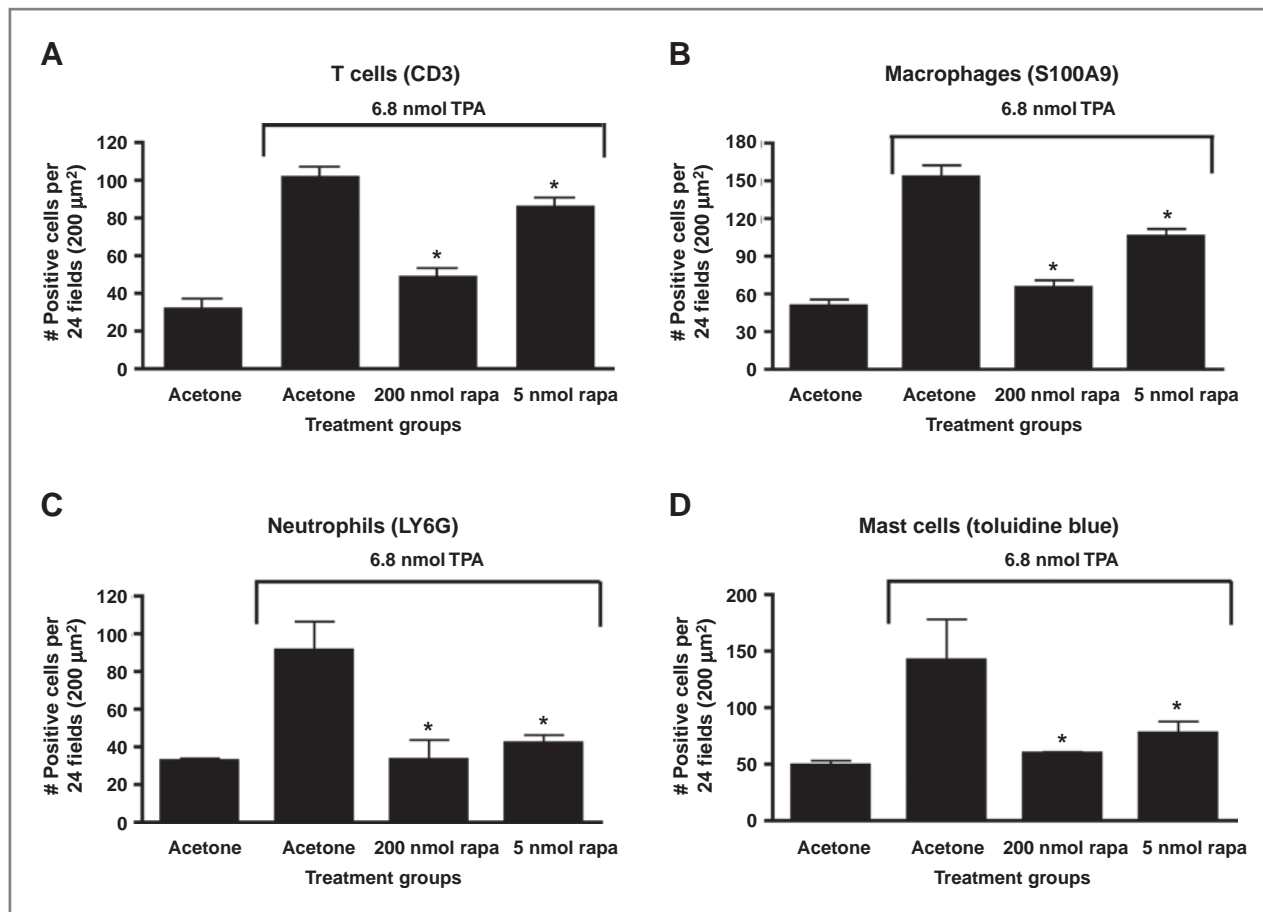 A
T cells (CD3)
6.8 nmol TPA
# Positive cells per
24 fields (200 μm²)
120
100
80
60
40
20
0
*
*
Acetone Acetone 200 nmol rapa 5 nmol rapa
Treatment groups
B
Macrophages (S100A9)
6.8 nmol TPA
# Positive cells per
24 fields (200 μm²)
180
150
120
90
60
30
0
*
*
Acetone Acetone 200 nmol rapa 5 nmol rapa
Treatment groups
C
Neutrophils (LY6G)
6.8 nmol TPA
# Positive cells per
24 fields (200 μm²)
120
100
80
60
40
20
0
*
*
Acetone Acetone 200 nmol rapa 5 nmol rapa
Treatment groups
D
Mast cells (toluidine blue)
6.8 nmol TPA
# Positive cells per
24 fields (200 μm²)
200
150
100
50
0
*
*
Acetone Acetone 200 nmol rapa 5 nmol rapa
Treatment groups